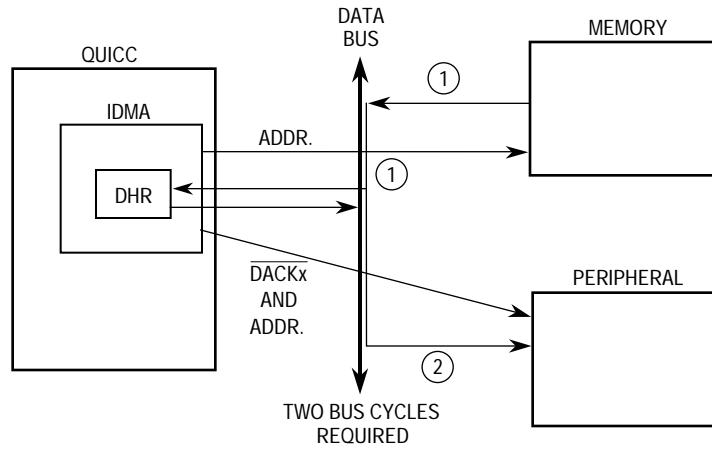 DATA
BUS
MEMORY
QUICC
1
IDMA
ADDR.
1
DHR
DACKx
AND
ADDR.
PERIPHERAL
2
TWO BUS CYCLES
REQUIRED